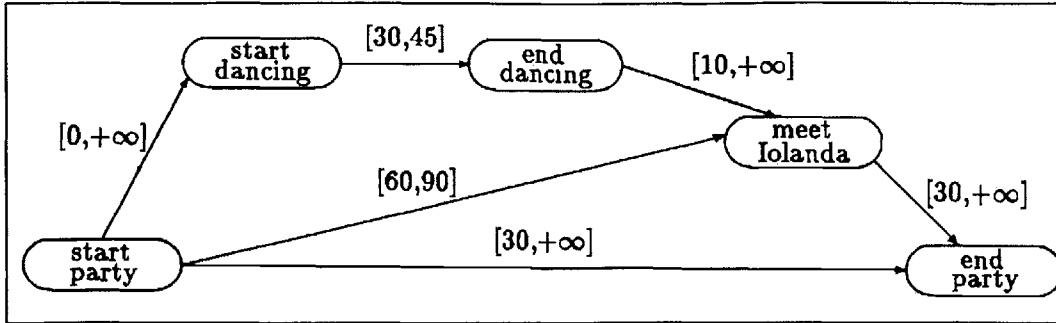 start
dancing
[30,45]
end
dancing
[10,+∞]
[0,+∞]
meet
Iolanda
[60,90]
[30,+∞]
[30,+∞]
start
party
end
party